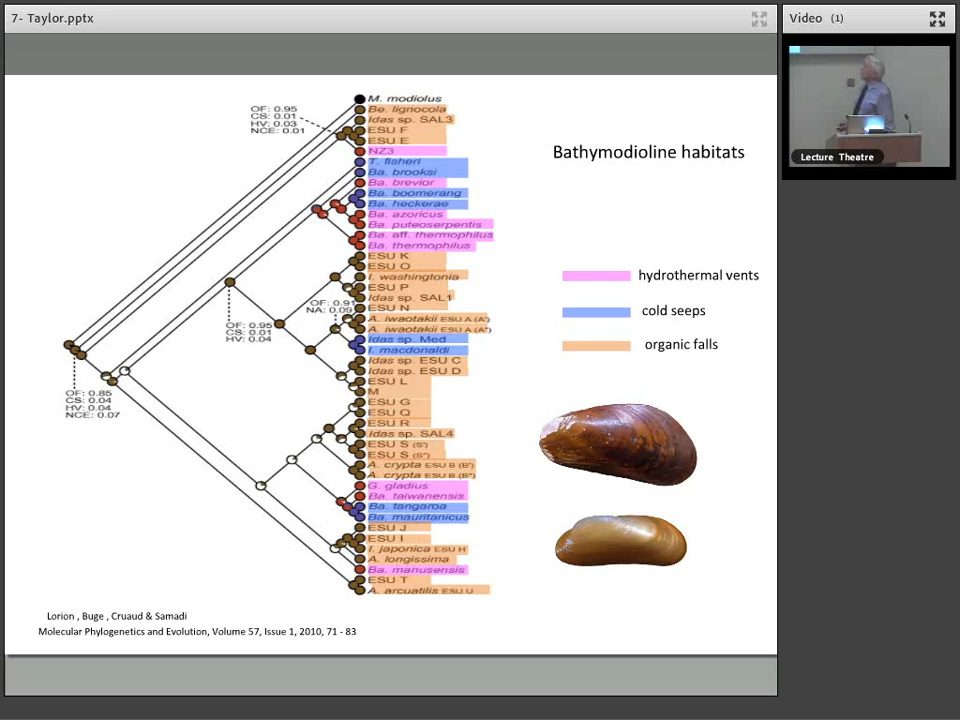 7- Taylor.pptx
Video (1)
Lecture Theatre
Bathymodioline habitats
hydrothermal vents
cold seeps
organic falls
OF: 0.95
CS: 0.01
HV: 0.03
NCE: 0.01
M. modiolus
Be. lignocola
Idas sp. SAL3
ESU F
ESU E
NZ3
T. fisheri
Ba. brooksi
Ba. brevior
Ba. boomerang
Ba. heckerae
Ba. azoricus
Ba. puteoserpentis
Ba. aff. thermophilus
Ba. thermophilus
ESU K
ESU O
I. washingtonia
ESU P
Idas sp. SAL1
ESU N
A. iwaotakii ESU A (A')
A. iwaotakii ESU A (A")
Idas sp. Med
I. macdonaldi
Idas sp. ESU C
Idas sp. ESU D
ESU L
M
ESU G
ESU Q
ESU R
Idas sp. SAL4
ESU S (S')
ESU S (S")
A. crypta ESU B (B')
A. crypta ESU B (B")
G. gladius
Ba. taiwanensis
Ba. tangaroa
Ba. mauritanicus
ESU J
ESU I
I. japonica ESU H
A. longissima
Ba. manusensis
ESU T
A. arcuatilis ESU U
OF: 0.91
NA: 0.09
OF: 0.95
CS: 0.01
HV: 0.04
OF: 0.85
CS: 0.04
HV: 0.04
NCE: 0.07
Lorion , Buge , Cruaud & Samadi
Molecular Phylogenetics and Evolution, Volume 57, Issue 1, 2010, 71 - 83